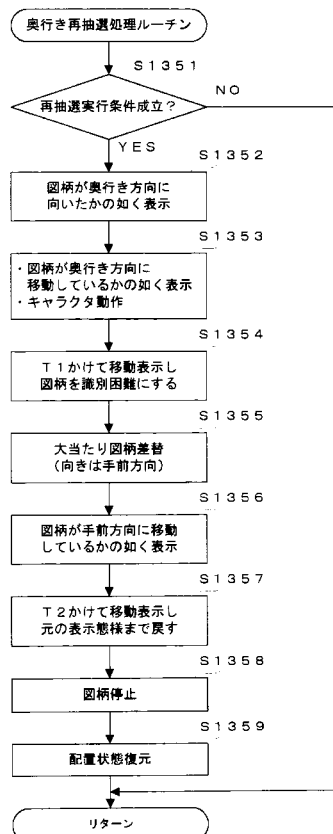 奥行き再抽選処理ルーチン
S1351
再抽選実行条件成立？
NO
YES
S1352
図柄が奥行き方向に
向いたかの如く表示
S1353
・図柄が奥行き方向に
移動しているかの如く表示
・キャラクタ動作
S1354
T1かけて移動表示し
図柄を識別困難にする
S1355
大当たり図柄差替
(向きは手前方向)
S1356
図柄が手前方向に移動
しているかの如く表示
S1357
T2かけて移動表示し
元の表示態様まで戻す
S1358
図柄停止
S1359
配置状態復元
リターン